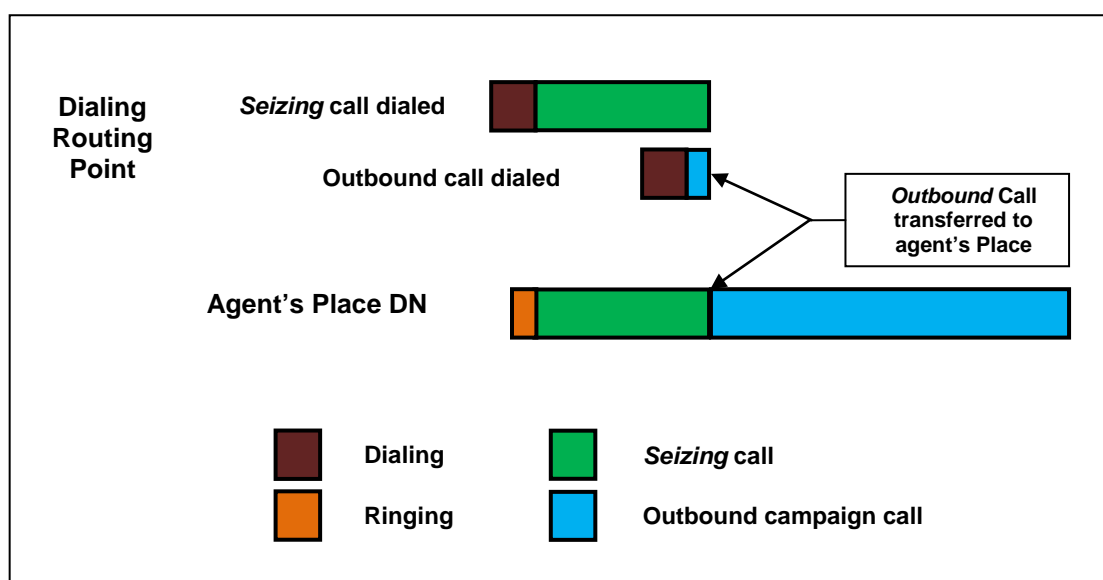 Dialing
Routing
Point
Seizing call dialed
Outbound call dialed
Outbound Call
transferred to
agent's Place
Agent's Place DN
Dialing
Seizing call
Ringing
Outbound campaign call